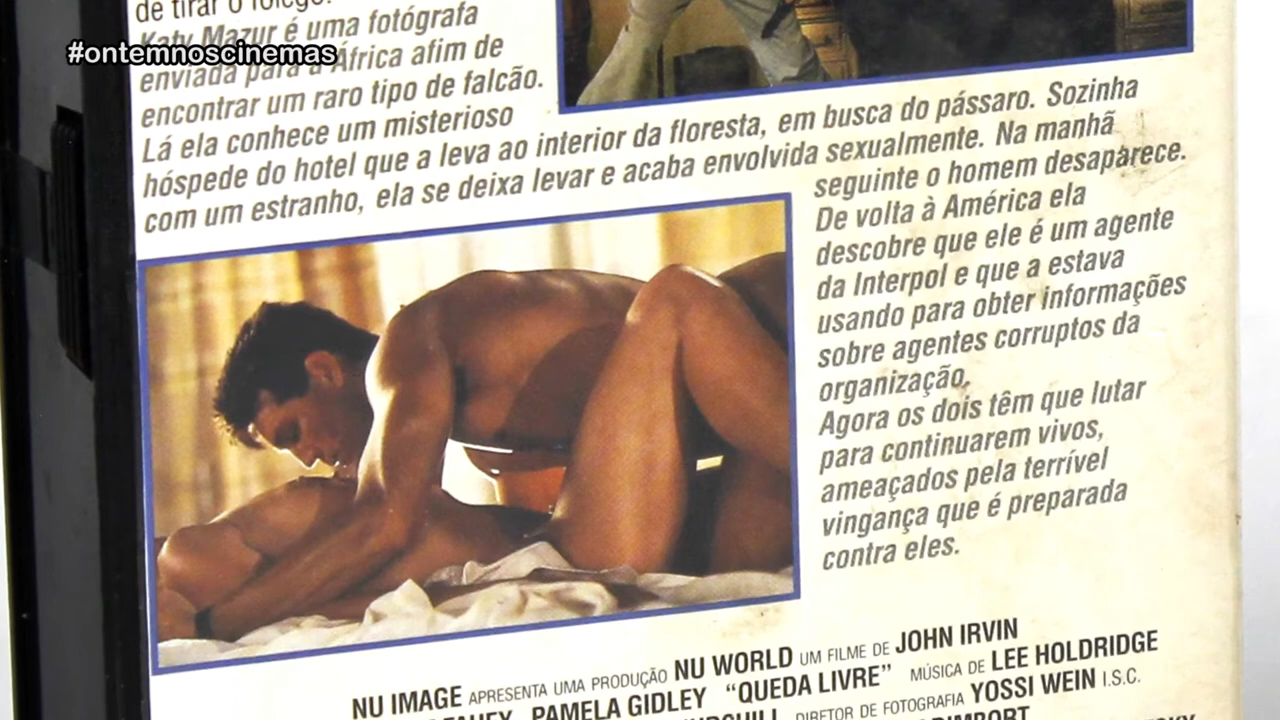 de tirar o fôlego.
Katy Mazur é uma fotógrafa
#ontemnoscinemas
enviada para a África afim de
encontrar um raro tipo de falcão.
Lá ela conhece um misterioso
hóspede do hotel que a leva ao interior da floresta, em busca do pássaro. Sozinha
com um estranho, ela se deixa levar e acaba envolvida sexualmente. Na manhã
seguinte o homem desaparece.
De volta à América ela
descobre que ele é um agente
da Interpol e que a estava
usando para obter informações
sobre agentes corruptos da
organização.
Agora os dois têm que lutar
para continuarem vivos,
ameaçados pela terrível
vingança que é preparada
contra eles.
NU IMAGE APRESENTA UMA PRODUÇÃO NU WORLD UM FILME DE JOHN IRVIN
PAMELA GIDLEY "QUEDA LIVRE" MÚSICA DE LEE HOLDRIDGE
DIRETOR DE FOTOGRAFIA YOSSI WEIN I.S.C.